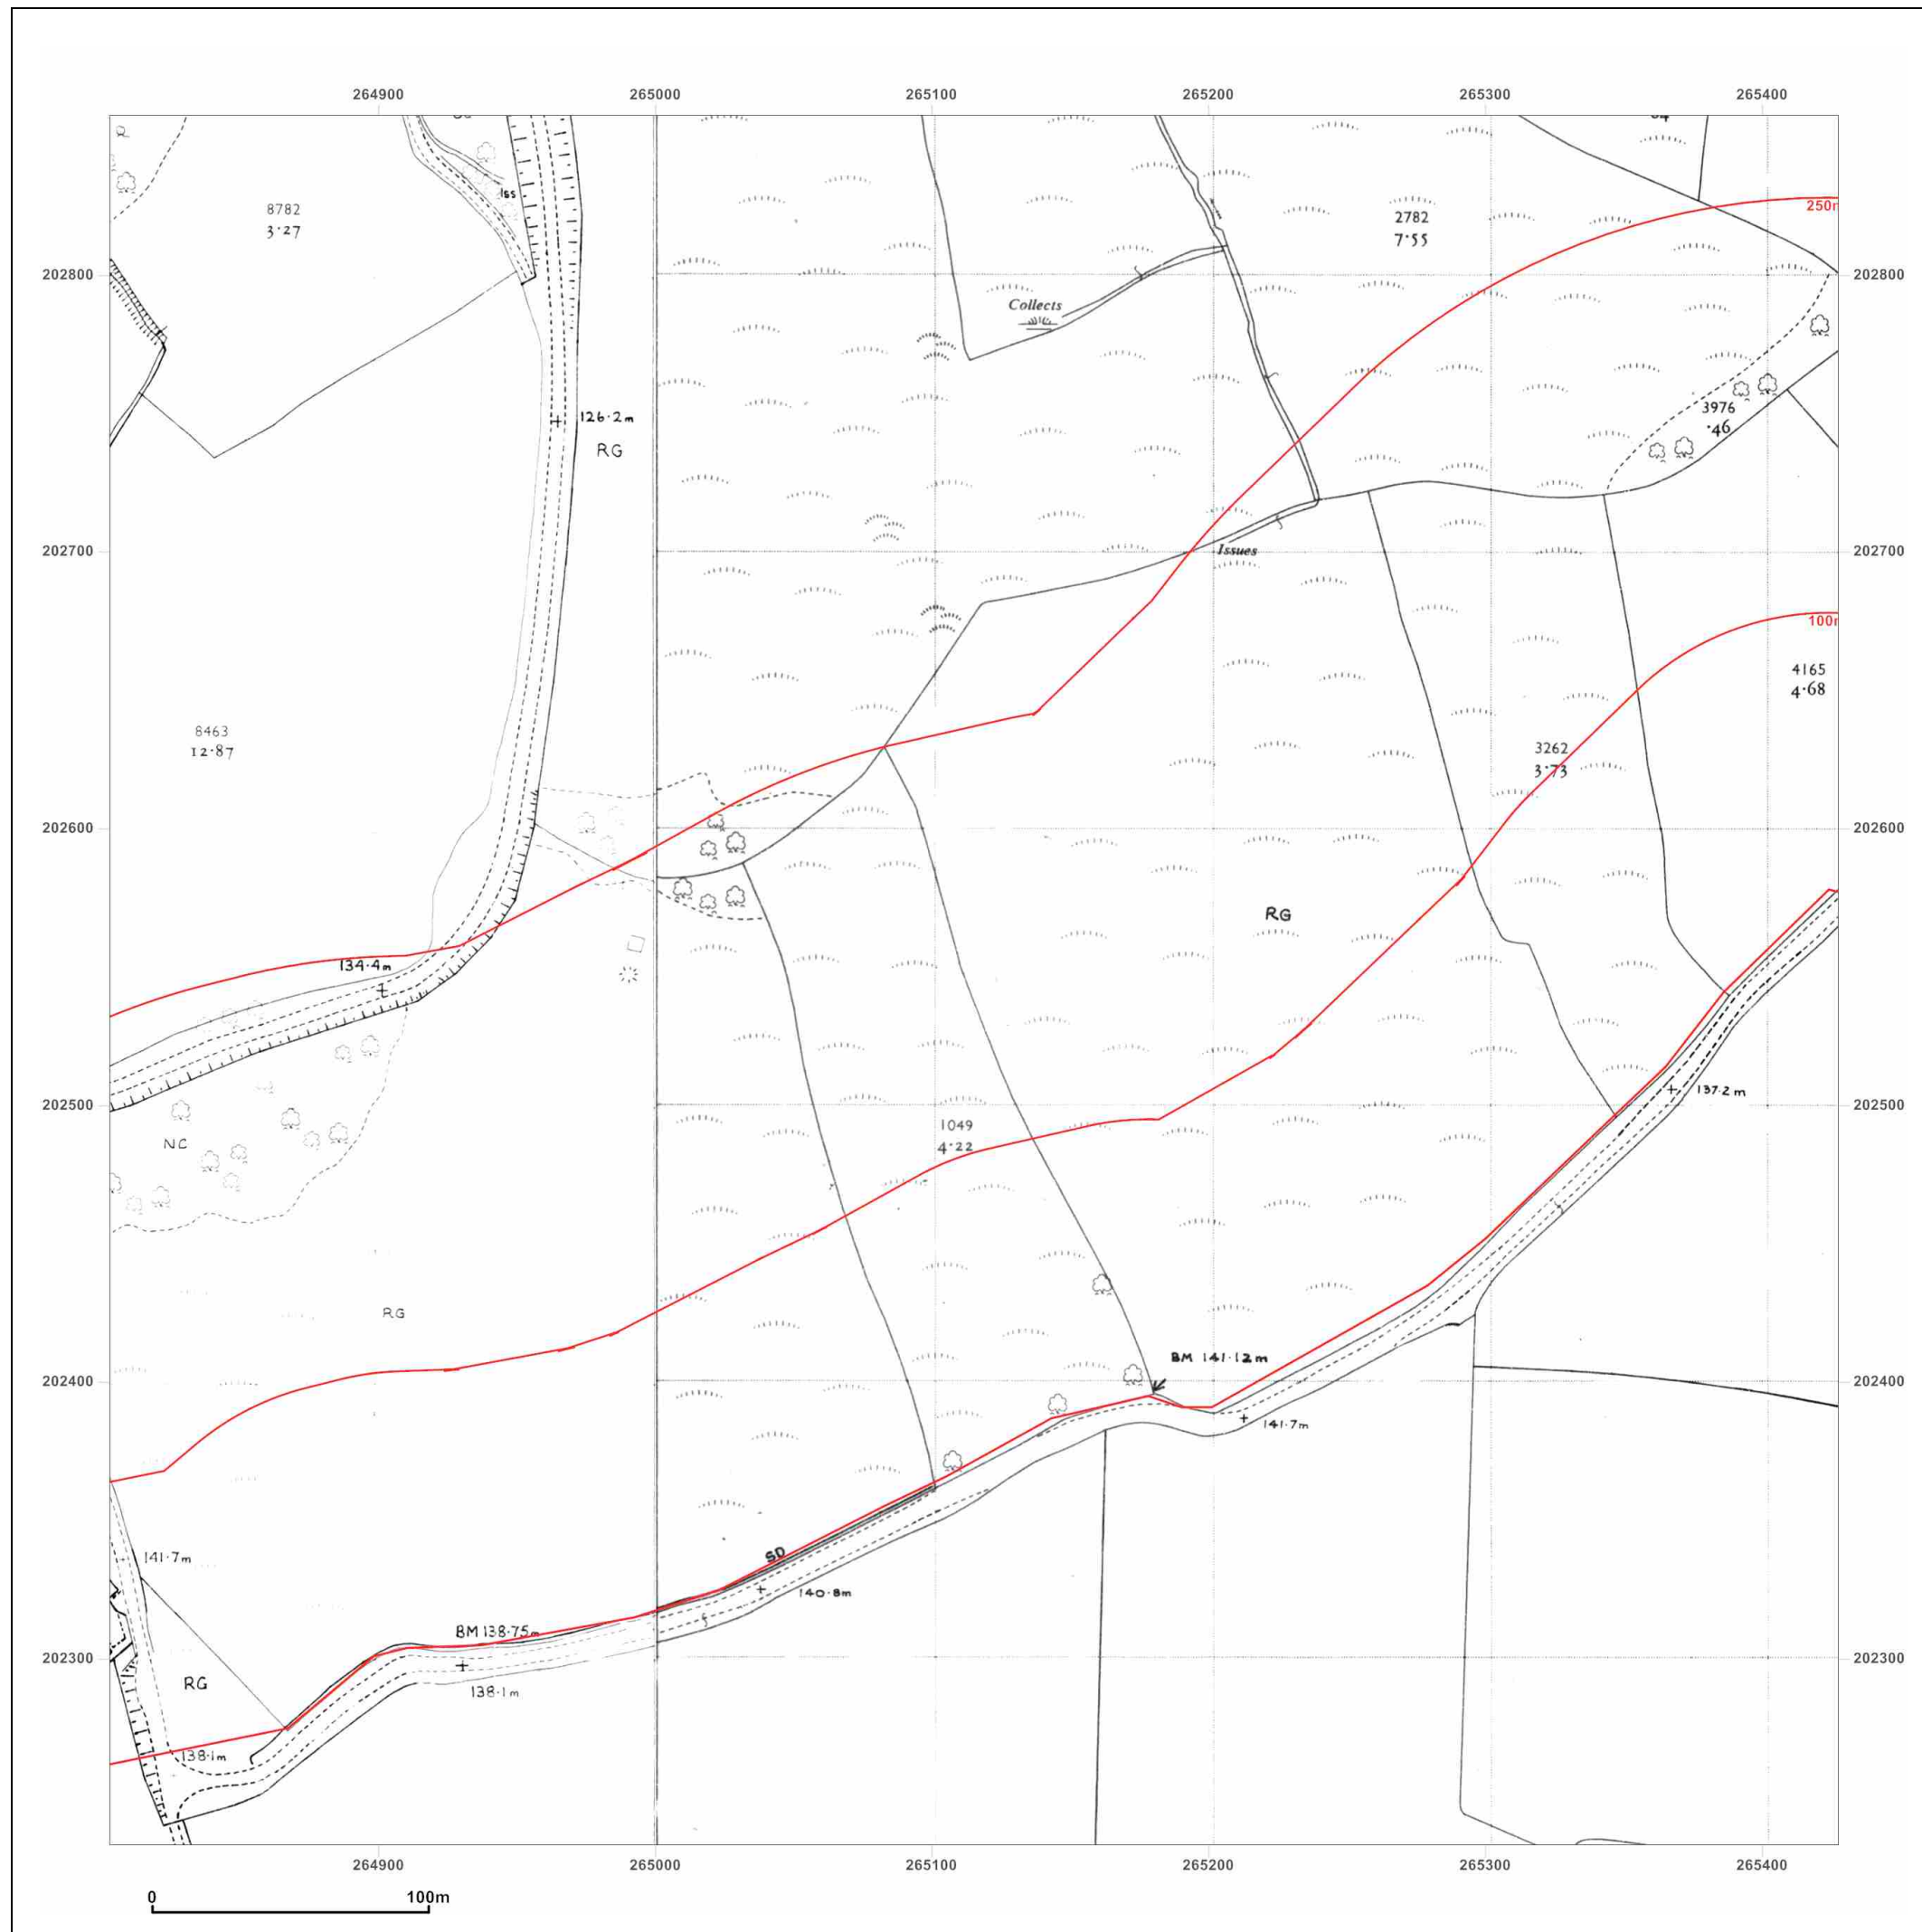 264900 265000 265100 265200 265300 265400
Iss
8782
3·27
2782
7·55
250m
202800 202800
Collects
3976
·46
126·2m
RG
202700 202700
Issues
100m
4165
4·68
8463
12·87
3262
3·73
202600 202600
RG
134·4m
202500 202500
137·2m
NC
1049
4·22
RG
BM 141·12m
202400 202400
141·7m
SD
141·7m
140·8m
BM 138·75m
202300 202300
RG
138·1m
138·1m
264900 265000 265100 265200 265300 265400
0 100m